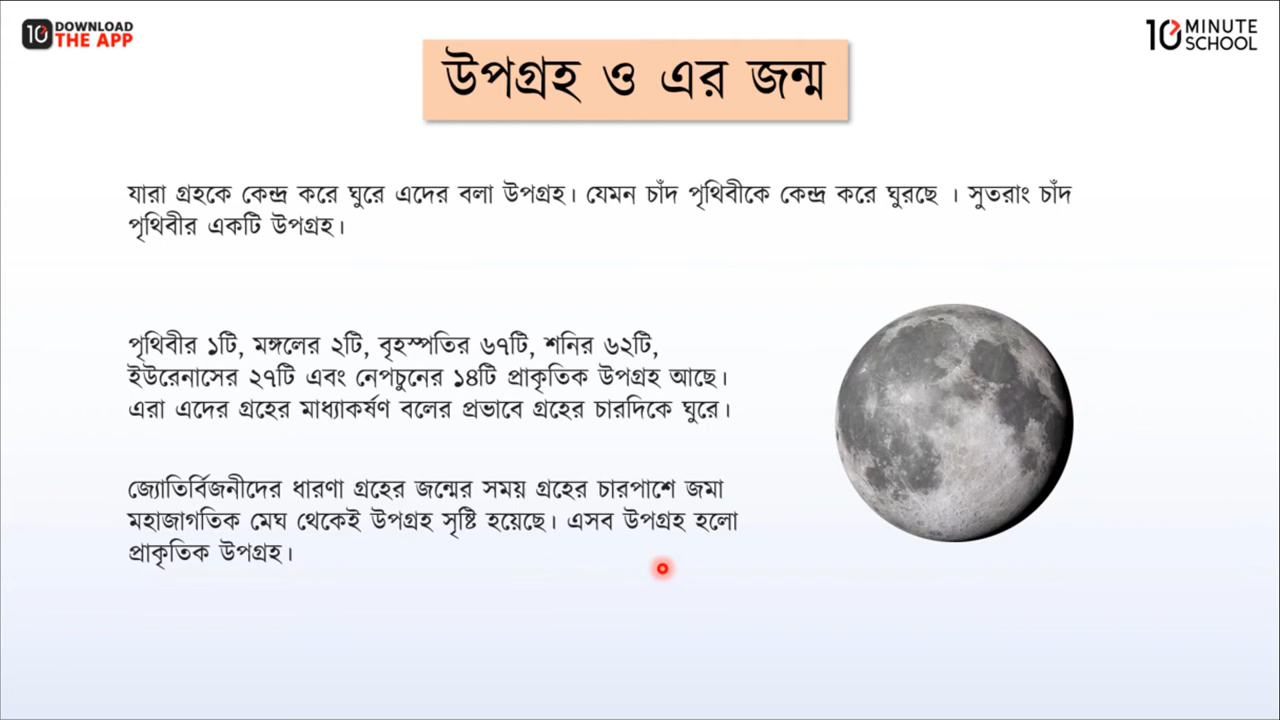 10 DOWNLOAD
THE APP
10 MINUTE
SCHOOL
উপগ্রহ ও এর জন্ম
যারা গ্রহকে কেন্দ্র করে ঘুরে এদের বলা উপগ্রহ। যেমন চাঁদ পৃথিবীকে কেন্দ্র করে ঘুরছে । সুতরাং চাঁদ
পৃথিবীর একটি উপগ্রহ।
পৃথিবীর ১টি, মঙ্গলের ২টি, বৃহস্পতির ৬৭টি, শনির ৬২টি,
ইউরেনাসের ২৭টি এবং নেপচুনের ১৪টি প্রাকৃতিক উপগ্রহ আছে।
এরা এদের গ্রহের মাধ্যাকর্ষণ বলের প্রভাবে গ্রহের চারদিকে ঘুরে।
জ্যোতির্বিজনীদের ধারণা গ্রহের জন্মের সময় গ্রহের চারপাশে জমা
মহাজাগতিক মেঘ থেকেই উপগ্রহ সৃষ্টি হয়েছে। এসব উপগ্রহ হলো
প্রাকৃতিক উপগ্রহ।